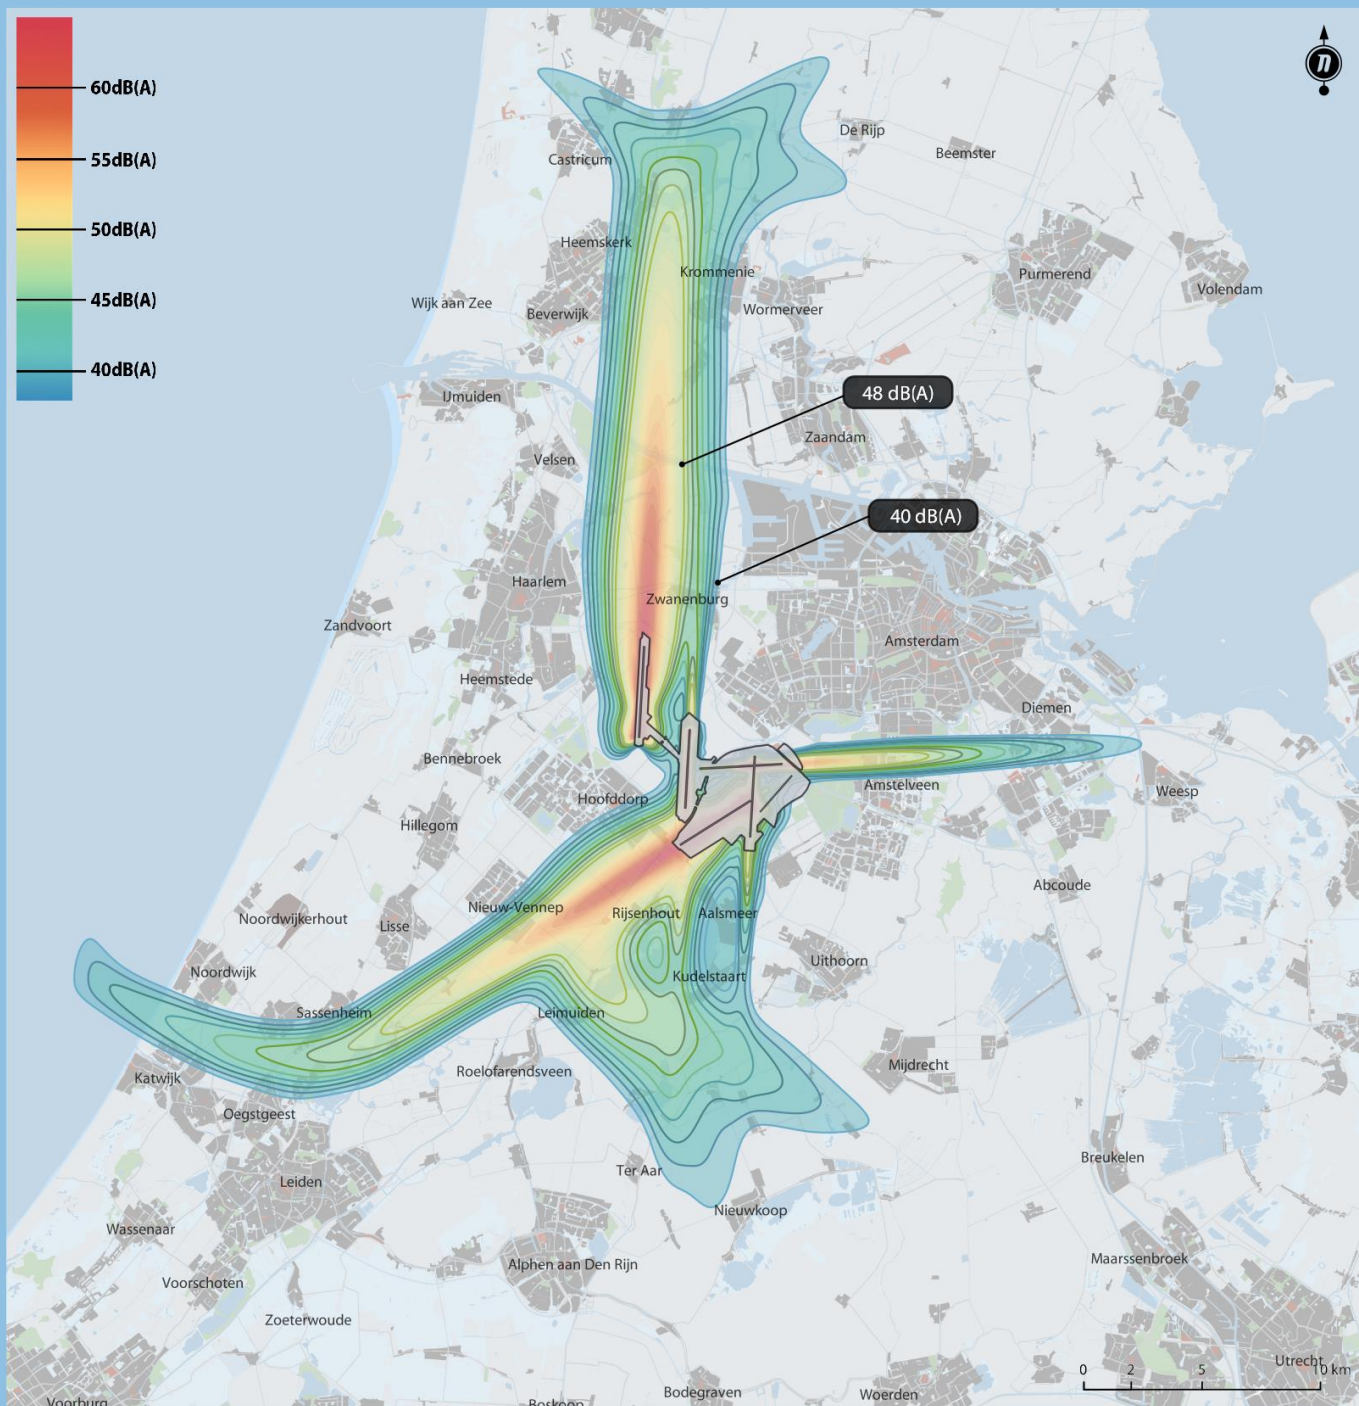 60dB(A)
55dB(A)
50dB(A)
45dB(A)
40dB(A)
n
De Rijp
Beemster
Castricum
Heemskerk
Krommenie
Purmerend
Volendam
Wijk aan Zee
Beverwijk
Wormerveer
48 dB(A)
IJmuiden
Zaandam
Velsen
40 dB(A)
Haarlem
Zwanenburg
Zandvoort
Amsterdam
Heemstede
Diemen
Bennebroek
Amstelveen
Weesp
Hoofddorp
Hillegom
Abcoude
Nieuw-Vennep
Rijsenhout
Aalsmeer
Noordwijkerhout
Lisse
Uithoorn
Noordwijk
Kudelstaart
Sassenheim
Leimuiden
Mijdrecht
Katwijk
Roelofarendsveen
Oegstgeest
Breukelen
Ter Aar
Leiden
Nieuwkoop
Wassenaar
Maarssenbroek
Alphen aan Den Rijn
Voorschoten
Zoeterwoude
Utrecht
0 2 5 10 km
Bodegraven
Woerden
Voorburg
Boskoop